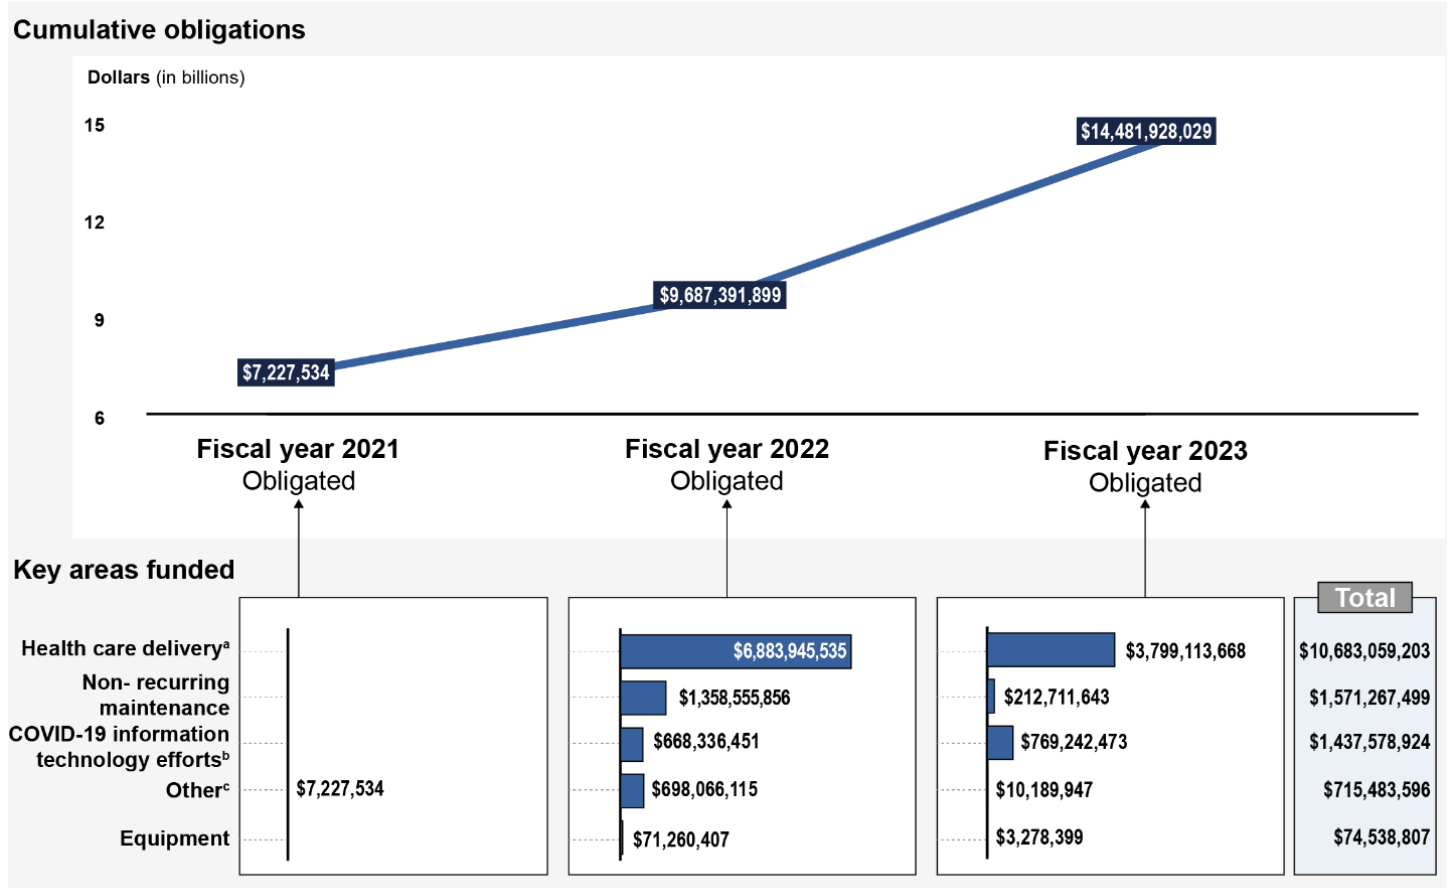 Cumulative obligations
Dollars (in billions)
15
$14,481,928,029
12
$9,687,391,899
9
$7,227,534
6
Fiscal year 2021
Obligated
Fiscal year 2022
Obligated
Fiscal year 2023
Obligated
Key areas funded
Total
Health care deliveryᵃ
$6,883,945,535
$3,799,113,668
$10,683,059,203
Non- recurring
maintenance
$1,358,555,856
$212,711,643
$1,571,267,499
COVID-19 information
technology effortsᵇ
$668,336,451
$769,242,473
$1,437,578,924
Otherᶜ
$7,227,534
$698,066,115
$10,189,947
$715,483,596
Equipment
$71,260,407
$3,278,399
$74,538,807